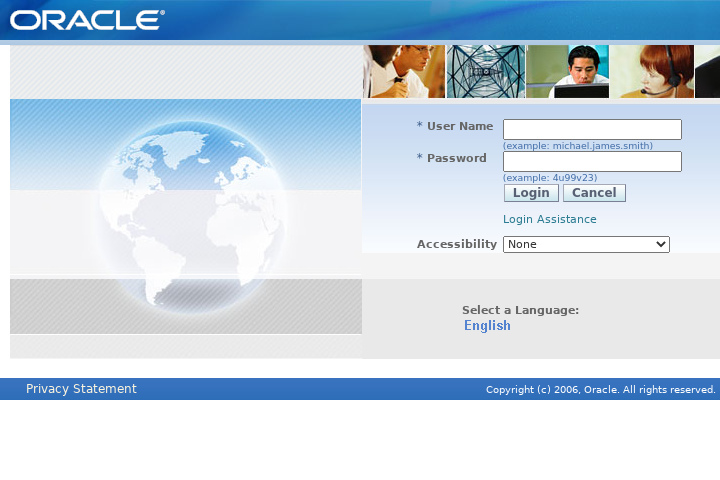 ORACLE®
* User Name
(example: michael.james.smith)
* Password
(example: 4u99v23)
Login Cancel
Login Assistance
Accessibility None
Select a Language:
English
Privacy Statement
Copyright (c) 2006, Oracle. All rights reserved.